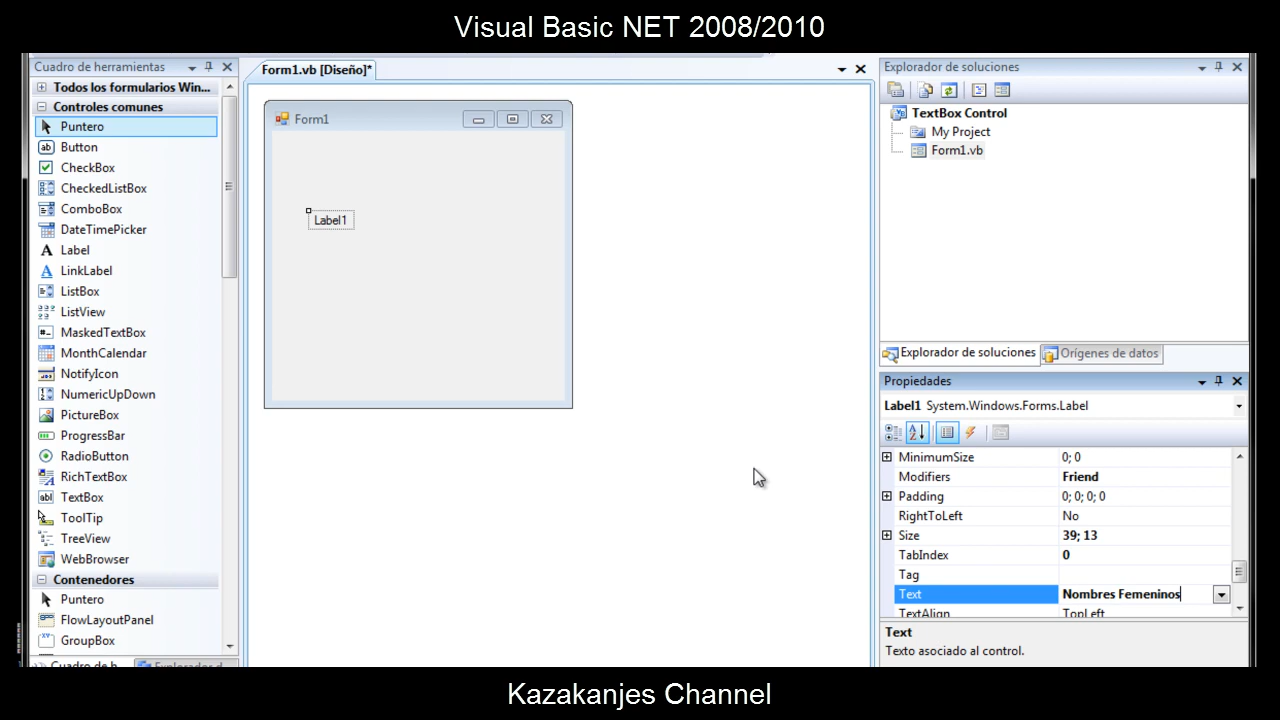 Visual Basic NET 2008/2010
Cuadro de herramientas
Todos los formularios Win...
Controles comunes
Puntero
Button
CheckBox
CheckedListBox
ComboBox
DateTimePicker
Label
LinkLabel
ListBox
ListView
MaskedTextBox
MonthCalendar
NotifyIcon
NumericUpDown
PictureBox
ProgressBar
RadioButton
RichTextBox
TextBox
ToolTip
TreeView
WebBrowser
Contenedores
Puntero
FlowLayoutPanel
GroupBox
Cuadro de h...
Form1.vb [Diseño]*
Form1
Label1
Explorador de soluciones
TextBox Control
My Project
Form1.vb
Explorador de soluciones
Orígenes de datos
Propiedades
Label1 System.Windows.Forms.Label
MinimumSize 0; 0
Modifiers Friend
Padding 0; 0; 0; 0
RightToLeft No
Size 39; 13
TabIndex 0
Tag
Text Nombres Femeninos
TextAlign TopLeft
Text
Texto asociado al control.
Kazakanjes Channel